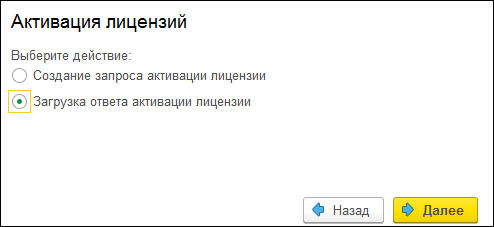 Активация лицензий
Выберите действие:
Создание запроса активации лицензии
Загрузка ответа активации лицензии
Назад
Далее